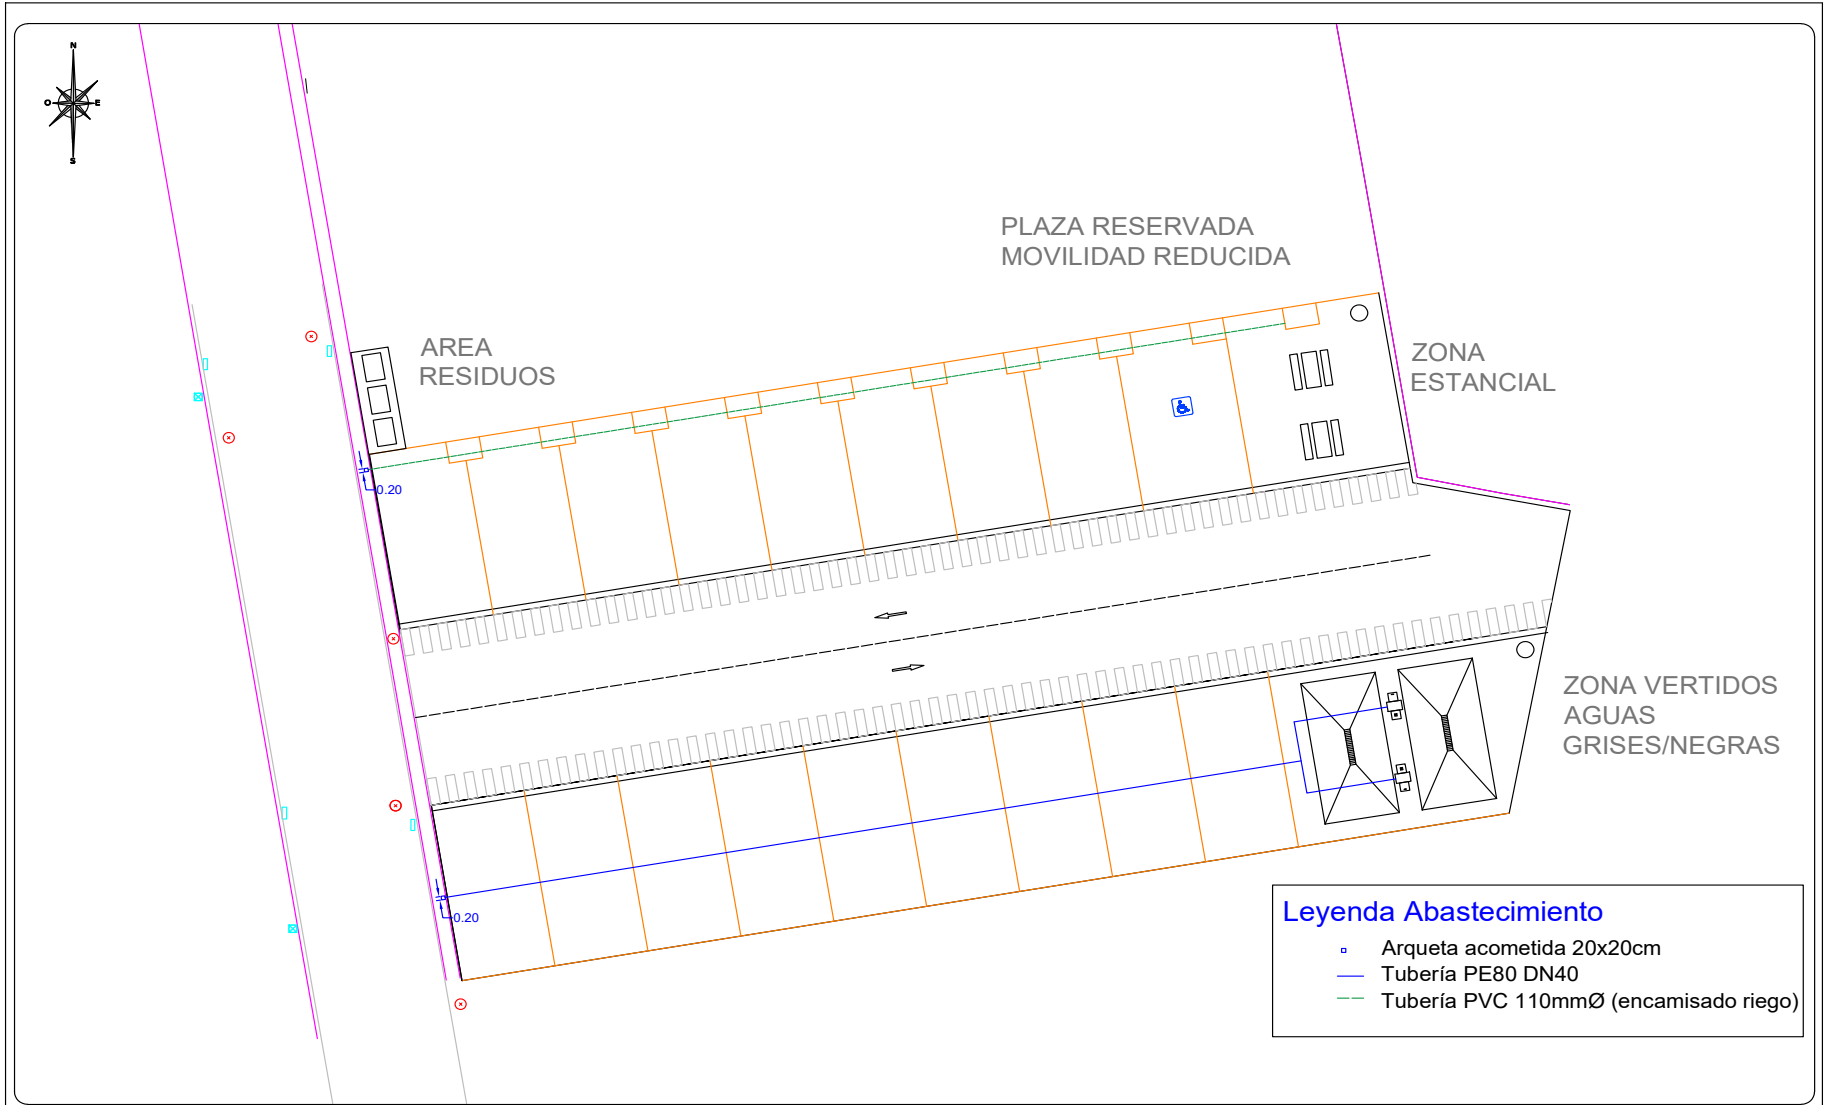 N
O
E
S
PLAZA RESERVADA
MOVILIDAD REDUCIDA
AREA
RESIDUOS
ZONA
ESTANCIAL
0.20
ZONA VERTIDOS
AGUAS
GRISES/NEGRAS
0.20
Leyenda Abastecimiento
Arqueta acometida 20x20cm
Tubería PE80 DN40
Tubería PVC 110mmØ (encamisado riego)